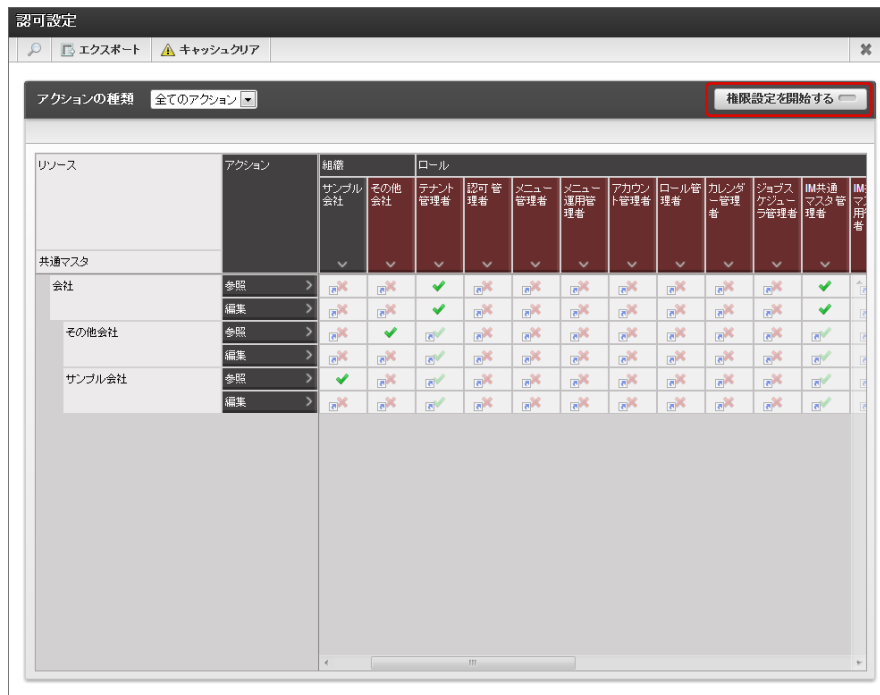 認可設定
エクスポート キャッシュクリア
アクションの種類 全てのアクション 権限設定を開始する
リソース アクション 組織 ロール
サンプル会社 その他会社 テナント管理者 認可管理者 メニュー管理者 メニュー運用管理者 アカウント管理者 ロール管理者 カレンダー管理者 ジョブスケジューラ管理者 IM共通マスタ管理者
共通マスタ
会社 参照
編集
その他会社 参照
編集
サンプル会社 参照
編集